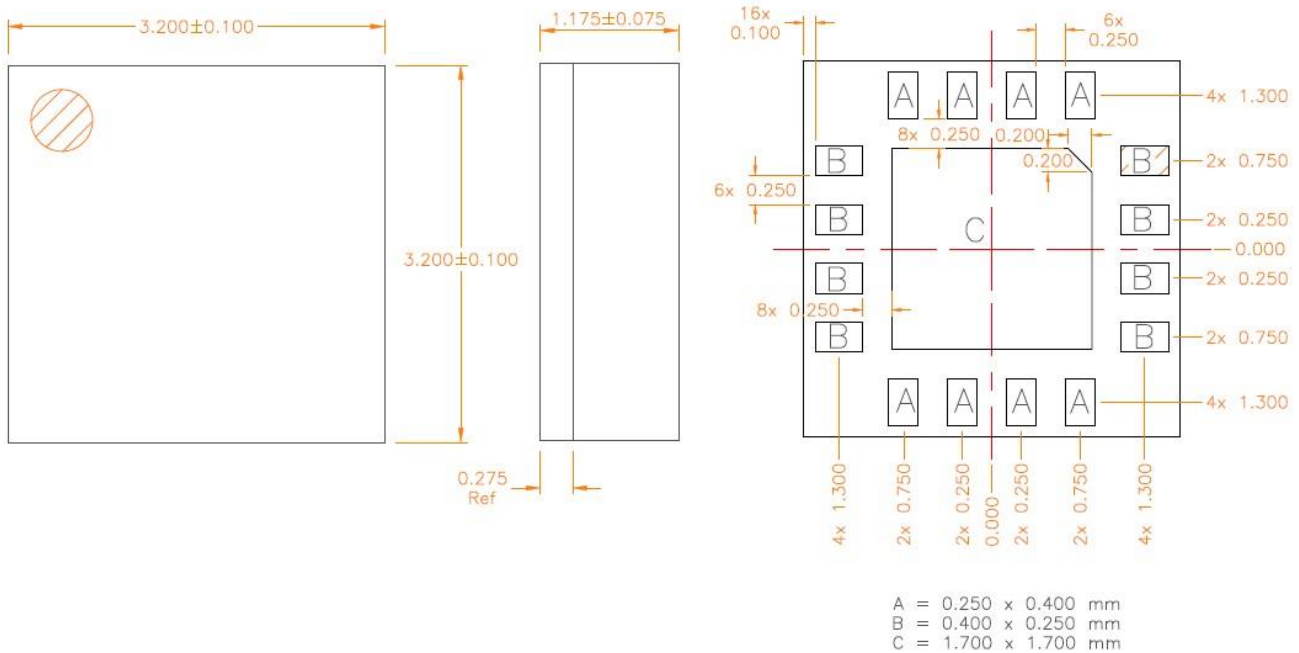 3.200±0.100
3.200±0.100
1.175±0.075
0.275
Ref
16x
0.100
6x
0.250
A
A
A
A
4x 1.300
8x 0.250
0.200
0.200
B
B
2x 0.750
6x 0.250
B
B
2x 0.250
C
0.000
B
B
2x 0.250
8x 0.250
B
B
2x 0.750
A
A
A
A
4x 1.300
4x 1.300
2x 0.750
2x 0.250
0.000
2x 0.250
2x 0.750
4x 1.300
A = 0.250 x 0.400 mm
B = 0.400 x 0.250 mm
C = 1.700 x 1.700 mm